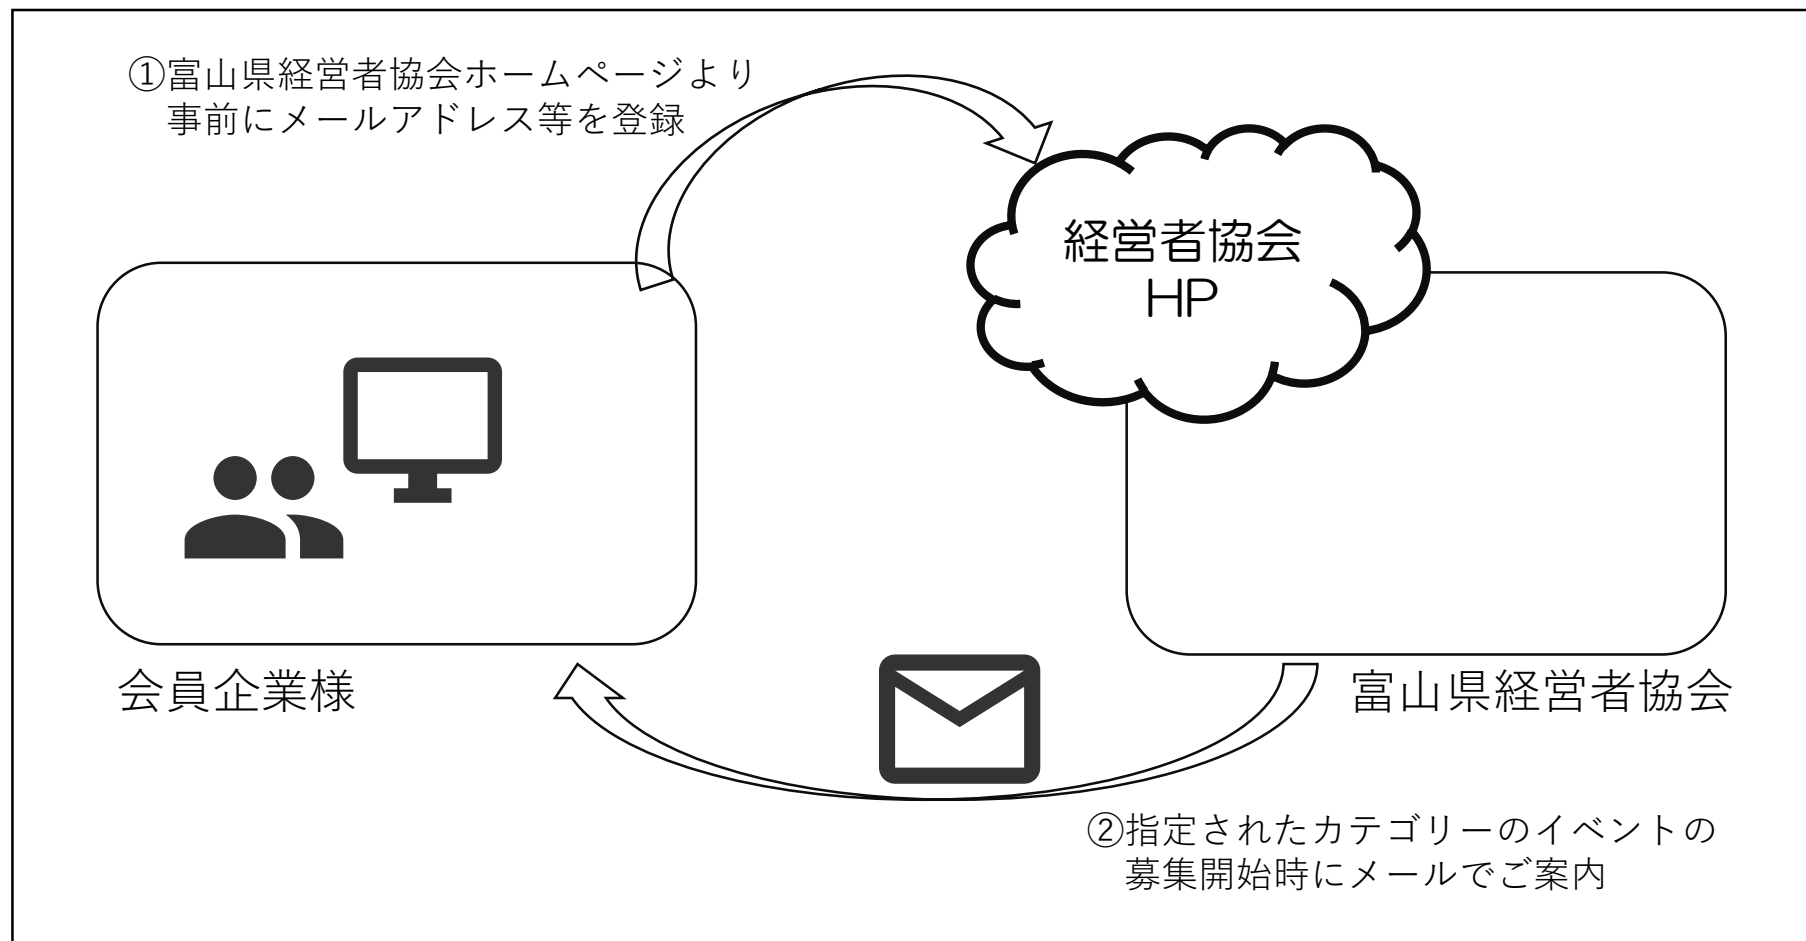 ①富山県経営者協会ホームページより
事前にメールアドレス等を登録
経営者協会
HP
会員企業様
富山県経営者協会
②指定されたカテゴリーのイベントの
募集開始時にメールでご案内